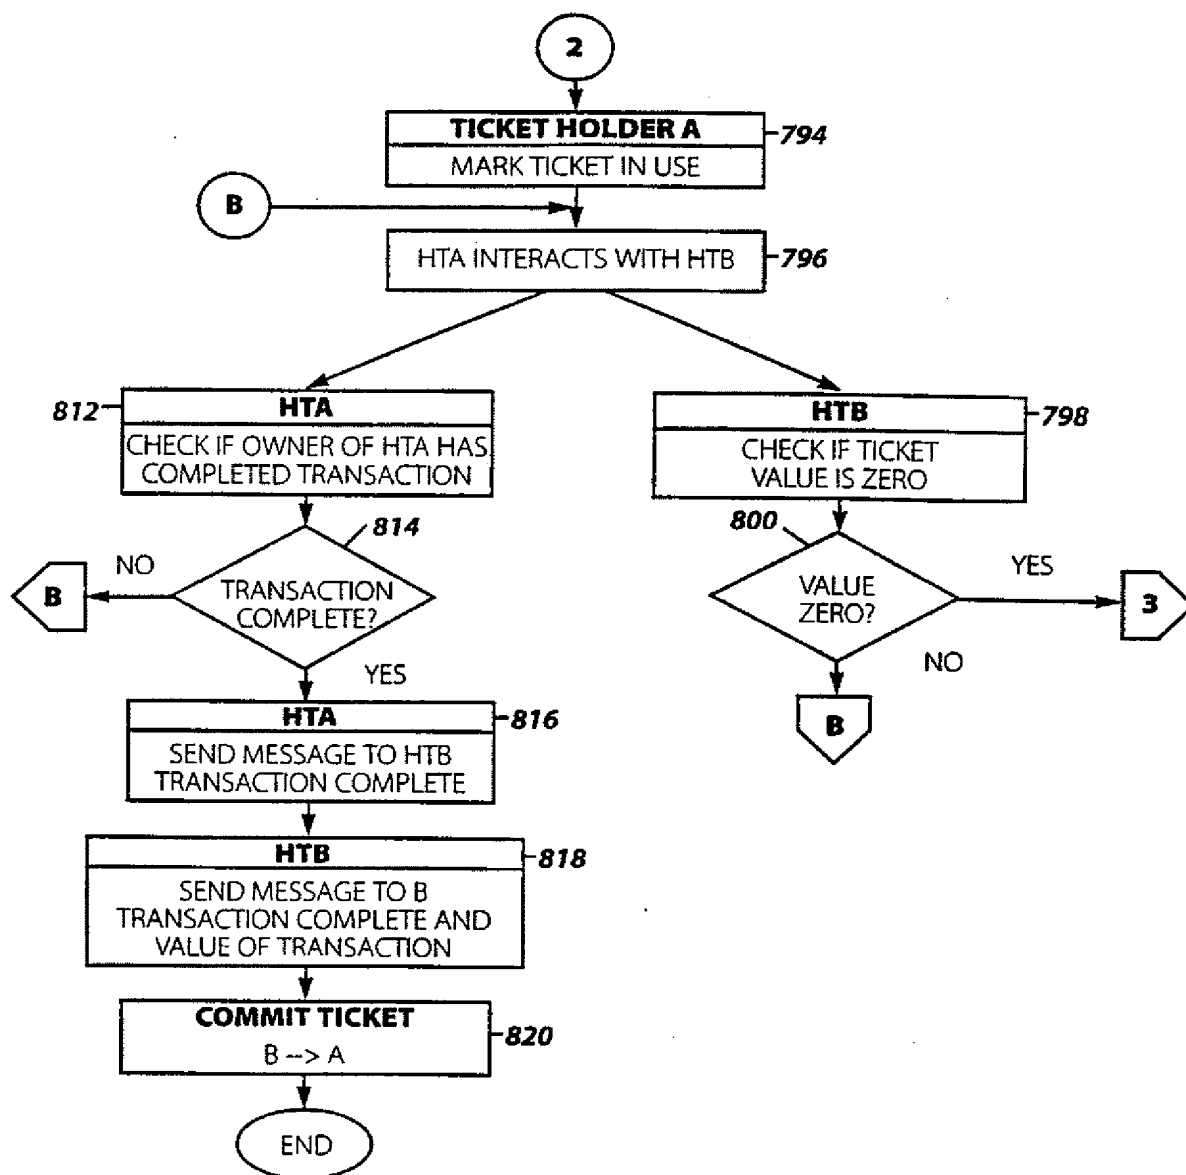 2
TICKET HOLDER A
794
MARK TICKET IN USE
B
HTA INTERACTS WITH HTB
796
812
HTA
CHECK IF OWNER OF HTA HAS
COMPLETED TRANSACTION
HTB
798
CHECK IF TICKET
VALUE IS ZERO
814
NO
B
TRANSACTION
COMPLETE?
YES
800
VALUE
ZERO?
YES
3
NO
B
HTA
816
SEND MESSAGE TO HTB
TRANSACTION COMPLETE
HTB
818
SEND MESSAGE TO B
TRANSACTION COMPLETE AND
VALUE OF TRANSACTION
COMMIT TICKET
820
B --> A
END